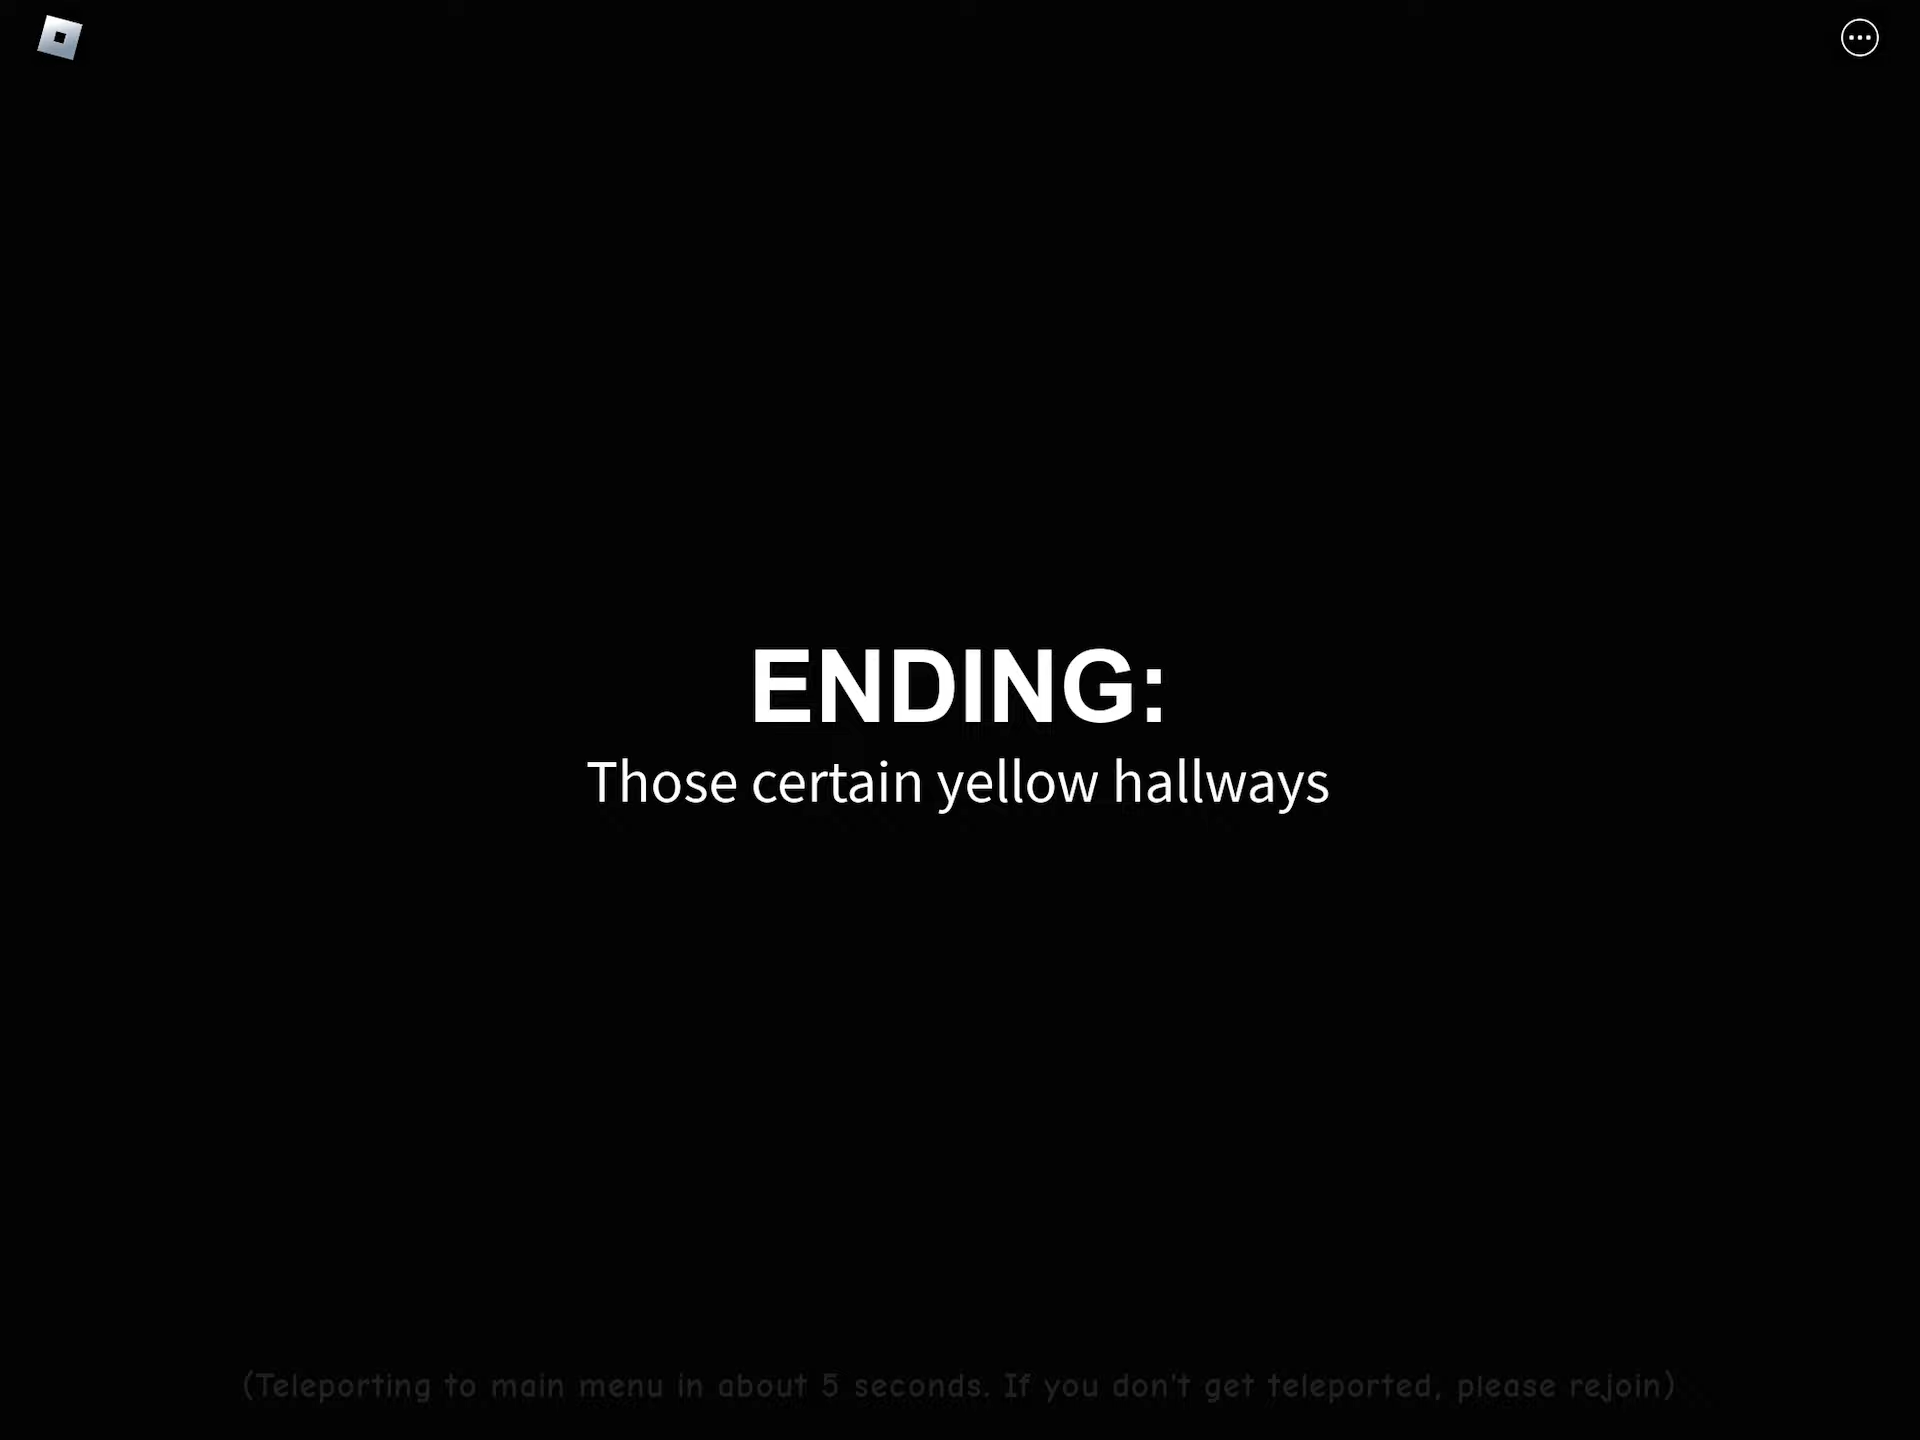 ENDING:
Those certain yellow hallways
(Teleporting to main menu in about 5 seconds. If you don't get teleported, please rejoin)